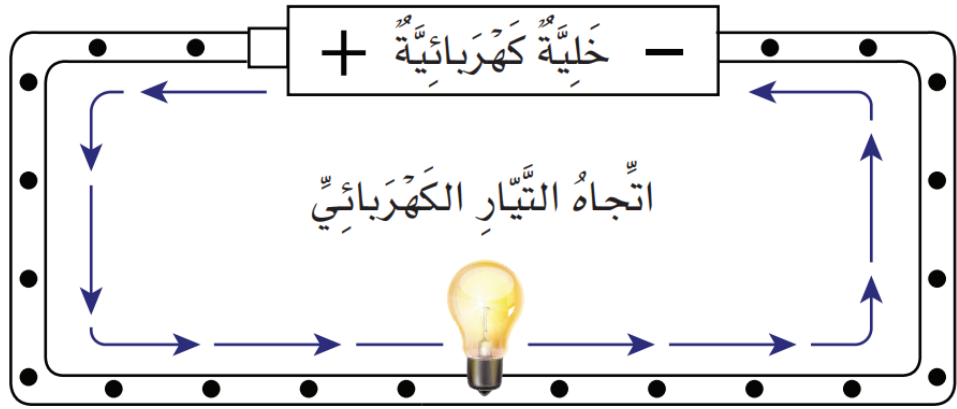 + خَلِيَّةٌ كَهْرَبائِيَّةٌ −
اتِّجاهُ التَّيّارِ الكَهْرَبائِيِّ